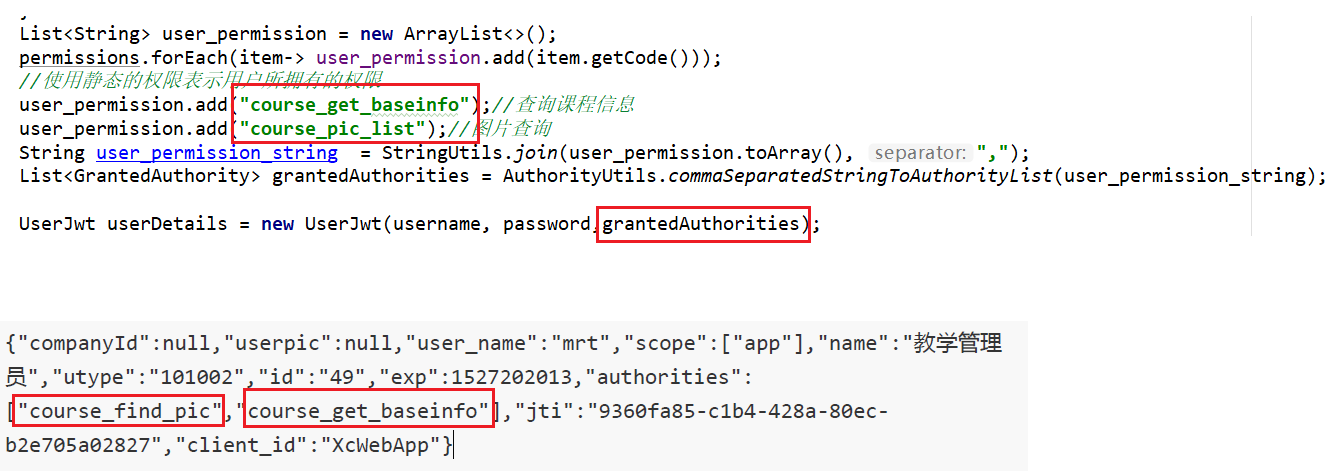 List<String> user_permission = new ArrayList<>();
permissions.forEach(item-> user_permission.add(item.getCode()));
//使用静态的权限表示用户所拥有的权限
user_permission.add("course_get_baseinfo");//查询课程信息
user_permission.add("course_pic_list");//图片查询
String user_permission_string  = StringUtils.join(user_permission.toArray(), separator: ",");
List<GrantedAuthority> grantedAuthorities = AuthorityUtils.commaSeparatedStringToAuthorityList(user_permission_string);
UserJwt userDetails = new UserJwt(username, password,grantedAuthorities);
{"companyId":null,"userpic":null,"user_name":"mrt","scope":["app"],"name":"教学管理
员","utype":"101002","id":"49","exp":1527202013,"authorities":
["course_find_pic","course_get_baseinfo"],"jti":"9360fa85-c1b4-428a-80ec-
b2e705a02827","client_id":"XcWebApp"}